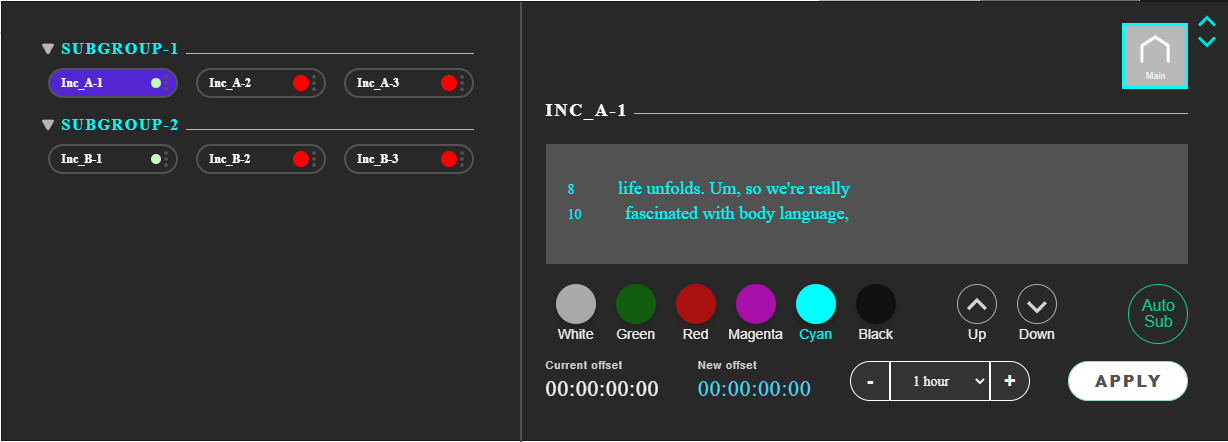 SUBGROUP-1
Inc_A-1 Inc_A-2 Inc_A-3
SUBGROUP-2
Inc_B-1 Inc_B-2 Inc_B-3
Main
INC_A-1
8 life unfolds. Um, so we're really
10 fascinated with body language,
White Green Red Magenta Cyan Black Up Down
Auto
Sub
Current offset New offset
00:00:00:00 00:00:00:00 - 1 hour + APPLY